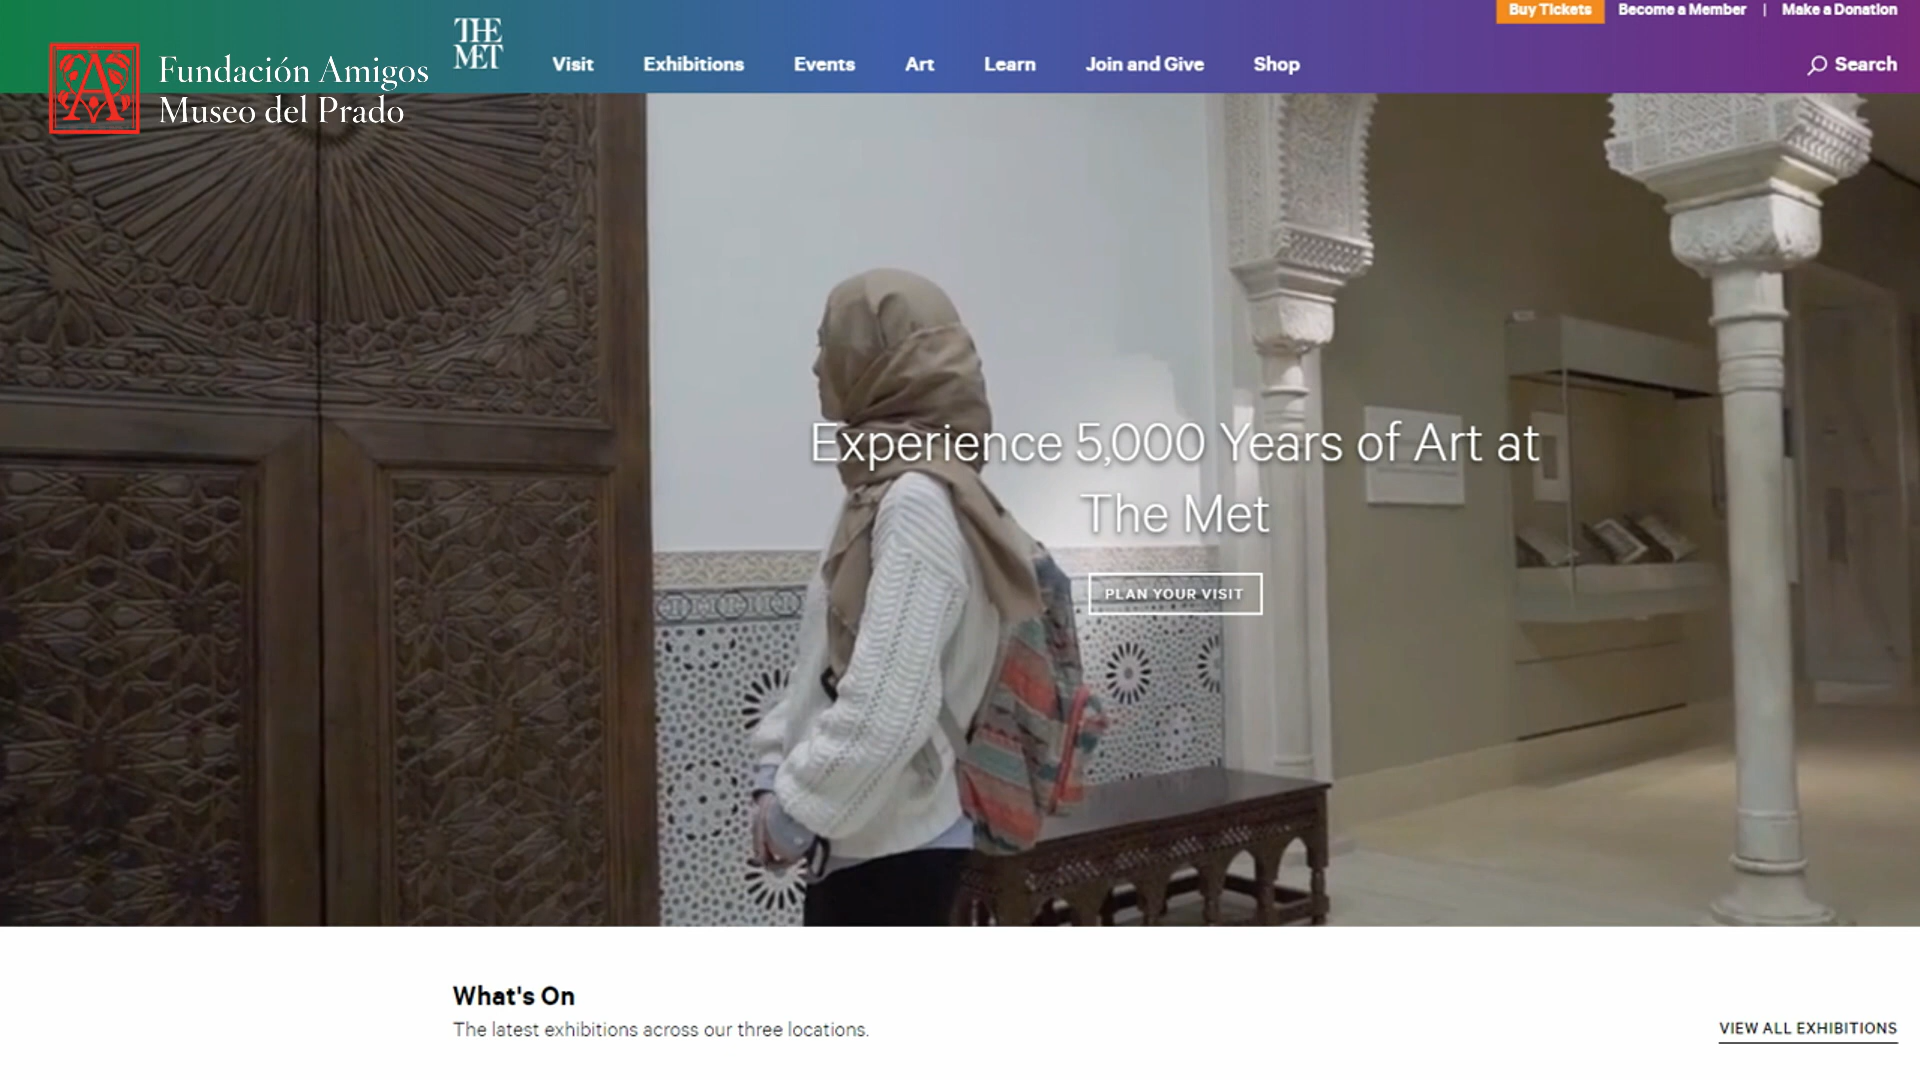 Buy Tickets
Become a Member | Make a Donation
Fundación Amigos
Museo del Prado
THE
MET
Visit
Exhibitions
Events
Art
Learn
Join and Give
Shop
Search
Experience 5,000 Years of Art at
The Met
PLAN YOUR VISIT
What's On
The latest exhibitions across our three locations.
VIEW ALL EXHIBITIONS